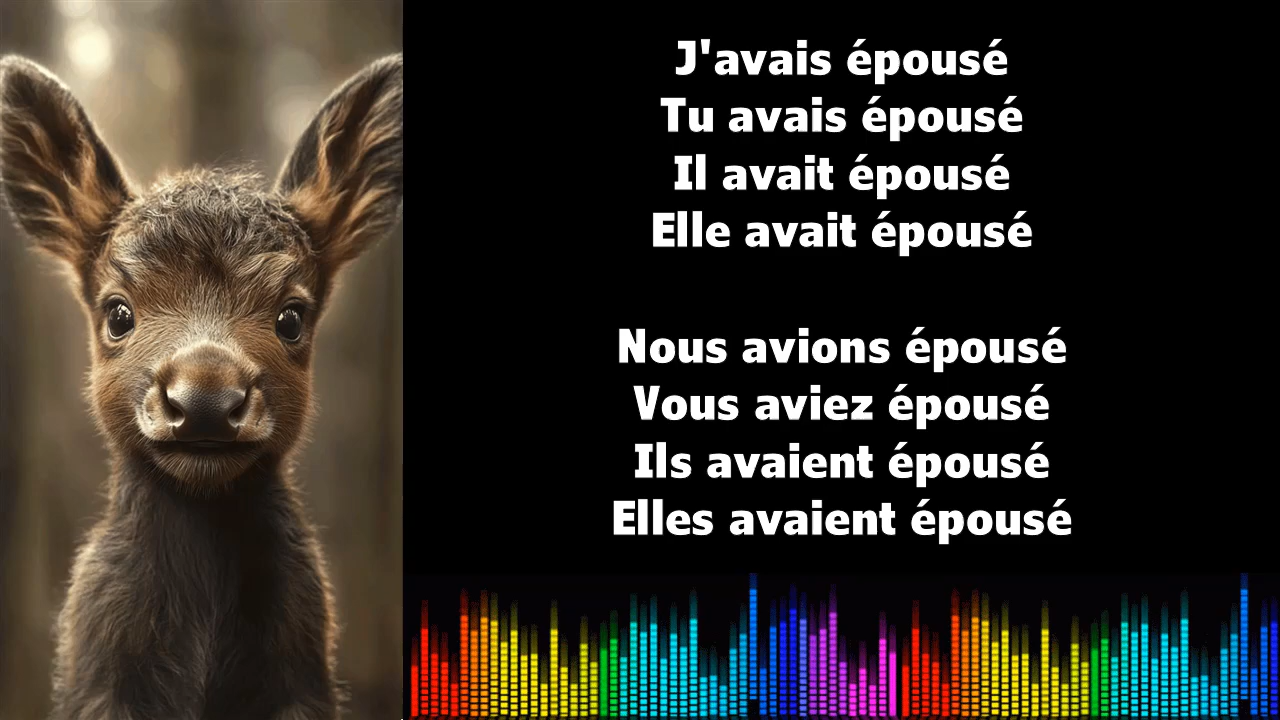 J'avais épousé
Tu avais épousé
Il avait épousé
Elle avait épousé
Nous avions épousé
Vous aviez épousé
Ils avaient épousé
Elles avaient épousé